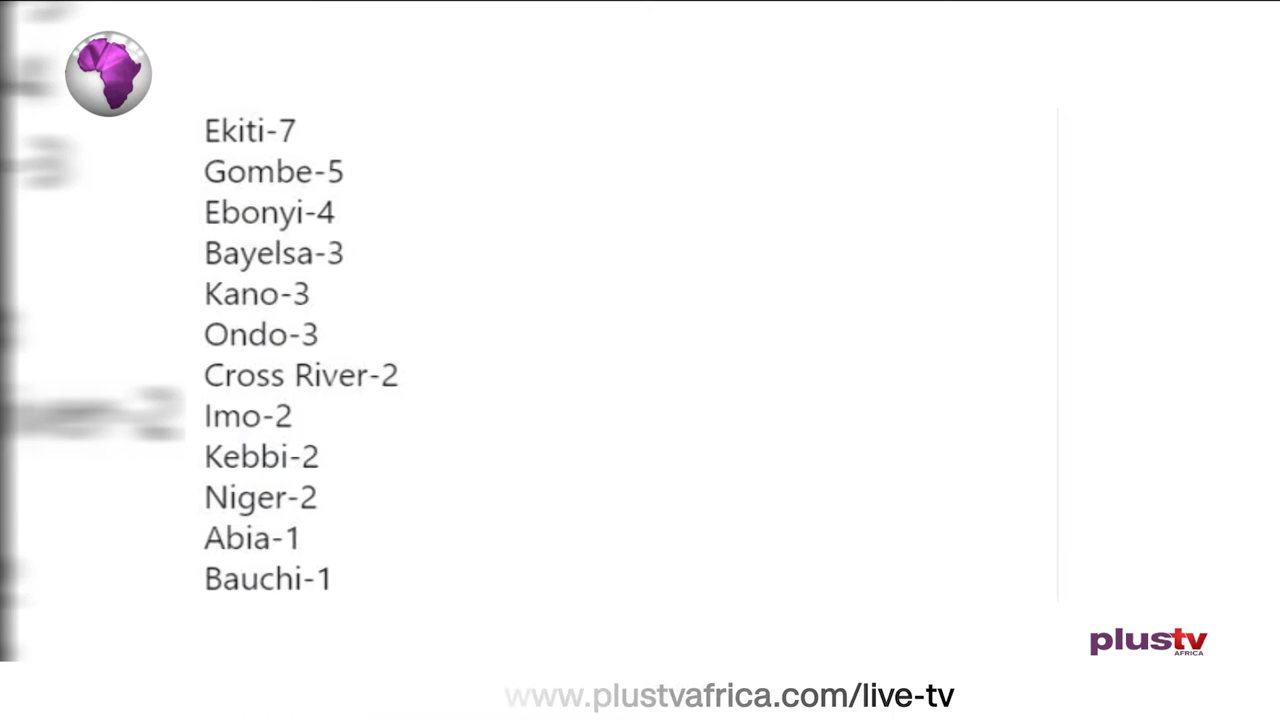 Ekiti-7
Gombe-5
Ebonyi-4
Bayelsa-3
Kano-3
Ondo-3
Cross River-2
Imo-2
Kebbi-2
Niger-2
Abia-1
Bauchi-1
plustv
AFRICA
www.plustvafrica.com/live-tv